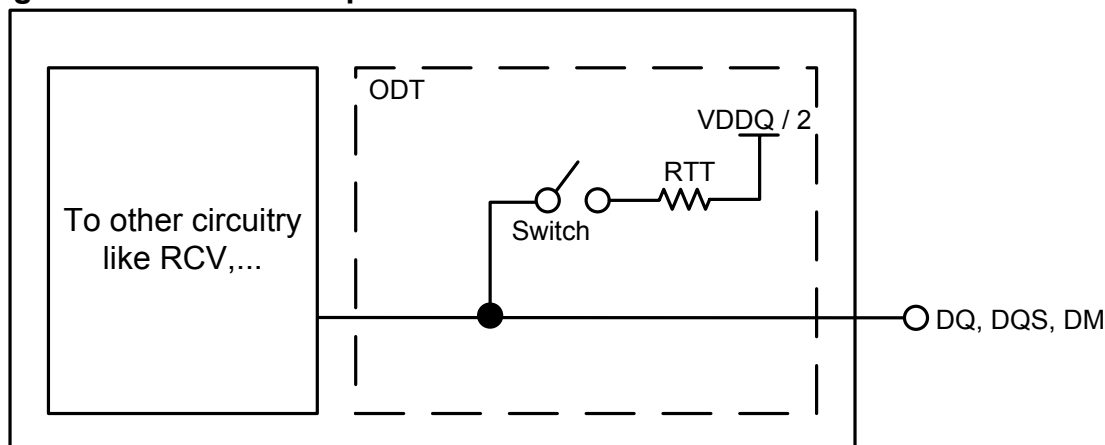 ODT
VDDQ / 2
RTT
Switch
To other circuitry
like RCV,...
DQ, DQS, DM